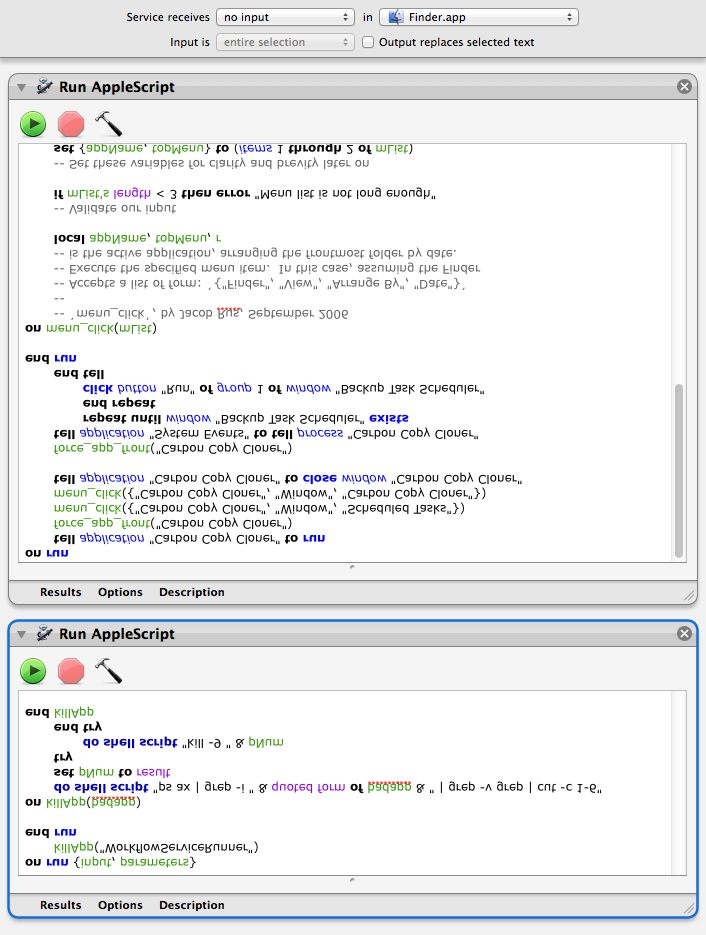 Service receives no input in Finder.app
Input is entire selection Output replaces selected text
Run AppleScript
on run
tell application "Carbon Copy Cloner" to run
force_app_front("Carbon Copy Cloner")
menu_click({"Carbon Copy Cloner", "Window", "Scheduled Tasks"})
menu_click({"Carbon Copy Cloner", "Window", "Carbon Copy Cloner"})
tell application "Carbon Copy Cloner" to close window "Carbon Copy Cloner"
force_app_front("Carbon Copy Cloner")
tell application "System Events" to tell process "Carbon Copy Cloner"
repeat until window "Backup Task Scheduler" exists
end repeat
click button "Run" of group 1 of window "Backup Task Scheduler"
end tell
end run
on menu_click(mList)
-- `menu_click`, by Jacob Rus, September 2006
--
-- Accepts a list of form: `{"Finder", "View", "Arrange By", "Date"}`
-- Execute the specified menu item. In this case, assuming the Finder
-- is the active application, arranging the frontmost folder by date.
local appName, topMenu, r
-- Validate our input
if mList's length < 3 then error "Menu list is not long enough"
-- Set these variables for clarity and brevity later on
set {appName, topMenu} to (items 1 through 2 of mList)
Results Options Description
Run AppleScript
on run {input, parameters}
killApp("WorkflowServiceRunner")
end run
on killApp(badapp)
do shell script "ps ax | grep -i " & quoted form of badapp & " | grep -v grep | cut -c 1-6"
set pNum to result
try
do shell script "kill -9 " & pNum
end try
end killApp
Results Options Description